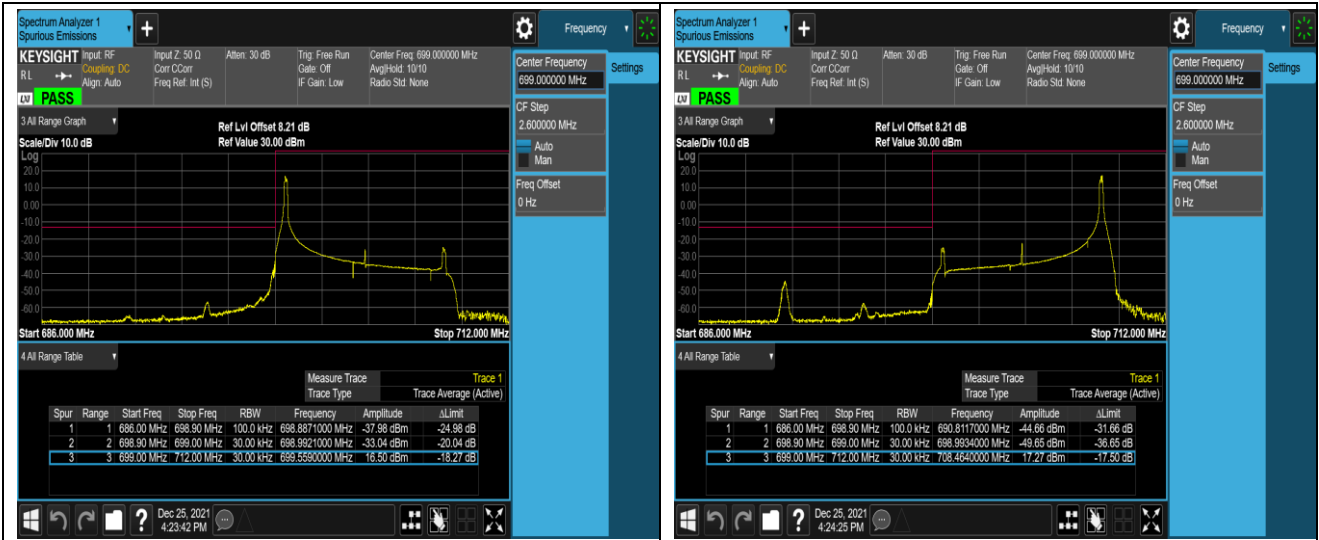 Spectrum Analyzer 1
Spurious Emissions
+
Frequency
KEYSIGHT Input: RF Input Z: 50 Ω Atten: 30 dB Trig: Free Run Center Freq: 699.000000 MHz
RL Coupling: DC Corr CCorr Gate: Off Avg|Hold: 10/10
Align: Auto Freq Ref: Int (S) IF Gain: Low Radio Std: None
PASS
Center Frequency
699.000000 MHz
Settings
CF Step
2.600000 MHz
Auto
Man
Freq Offset
0 Hz
3 All Range Graph
Ref Lvl Offset 8.21 dB
Scale/Div 10.0 dB Ref Value 30.00 dBm
Log
20.0
10.0
0.00
-10.0
-20.0
-30.0
-40.0
-50.0
-60.0
Start 686.000 MHz Stop 712.000 MHz
4 All Range Table
Measure Trace Trace 1
Trace Type Trace Average (Active)
Spur Range Start Freq Stop Freq RBW Frequency Amplitude ΔLimit
1 1 686.00 MHz 698.90 MHz 100.0 kHz 698.8871000 MHz -37.98 dBm -24.98 dB
2 2 698.90 MHz 699.00 MHz 30.00 kHz 698.9921000 MHz -33.04 dBm -20.04 dB
3 3 699.00 MHz 712.00 MHz 30.00 kHz 699.5590000 MHz 16.50 dBm -18.27 dB
?
Dec 25, 2021
4:23:42 PM
Spectrum Analyzer 1
Spurious Emissions
+
Frequency
KEYSIGHT Input: RF Input Z: 50 Ω Atten: 30 dB Trig: Free Run Center Freq: 699.000000 MHz
RL Coupling: DC Corr CCorr Gate: Off Avg|Hold: 10/10
Align: Auto Freq Ref: Int (S) IF Gain: Low Radio Std: None
PASS
Center Frequency
699.000000 MHz
Settings
CF Step
2.600000 MHz
Auto
Man
Freq Offset
0 Hz
3 All Range Graph
Ref Lvl Offset 8.21 dB
Scale/Div 10.0 dB Ref Value 30.00 dBm
Log
20.0
10.0
0.00
-10.0
-20.0
-30.0
-40.0
-50.0
-60.0
Start 686.000 MHz Stop 712.000 MHz
4 All Range Table
Measure Trace Trace 1
Trace Type Trace Average (Active)
Spur Range Start Freq Stop Freq RBW Frequency Amplitude ΔLimit
1 1 686.00 MHz 698.90 MHz 100.0 kHz 690.8117000 MHz -44.66 dBm -31.66 dB
2 2 698.90 MHz 699.00 MHz 30.00 kHz 698.9934000 MHz -49.65 dBm -36.65 dB
3 3 699.00 MHz 712.00 MHz 30.00 kHz 708.4640000 MHz 17.27 dBm -17.50 dB
?
Dec 25, 2021
4:24:25 PM